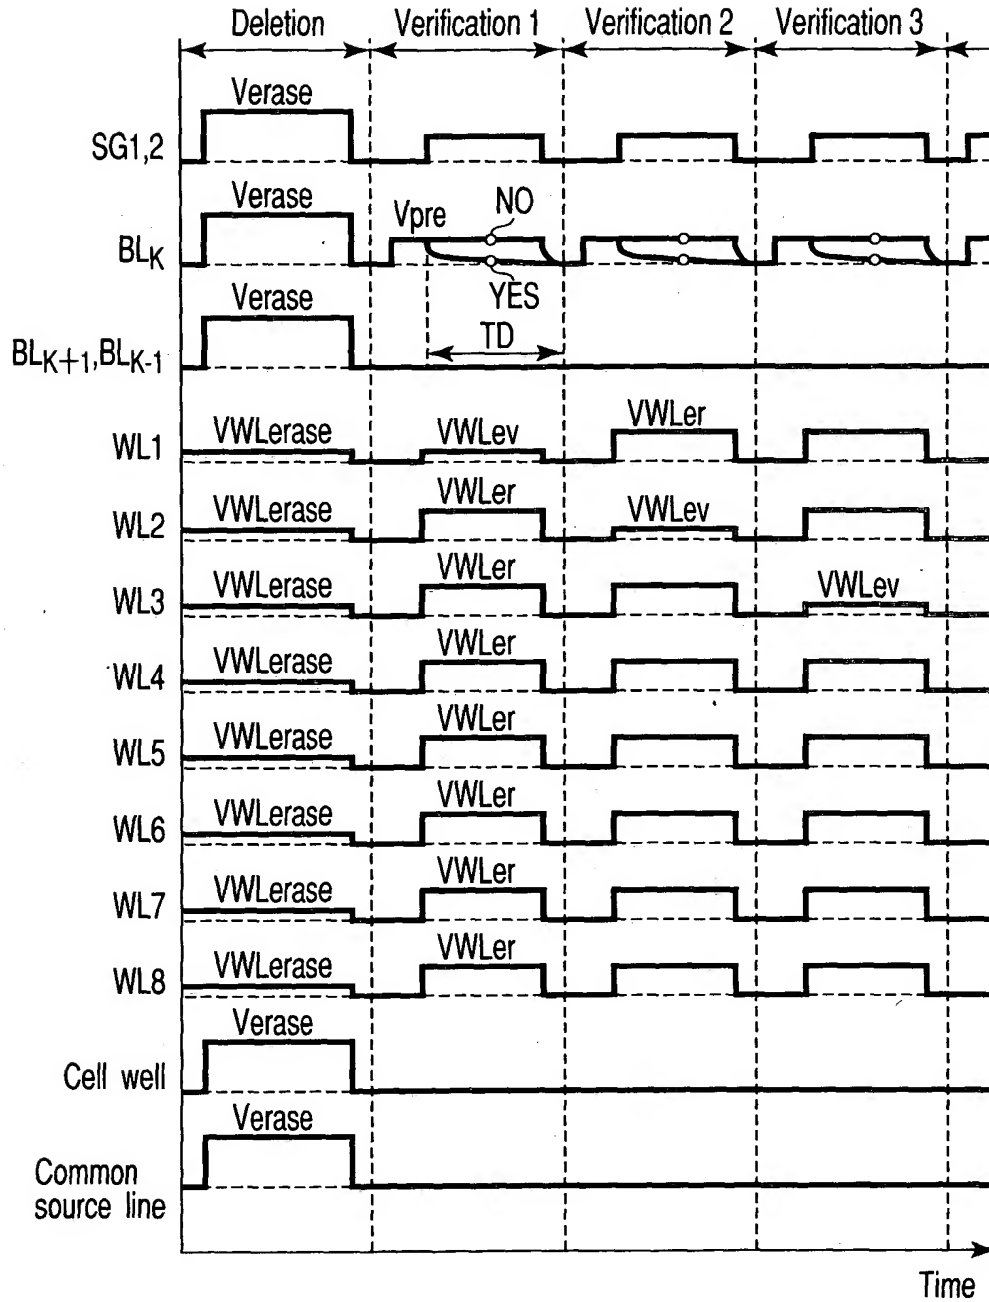 Deletion Verification 1 Verification 2 Verification 3
Verase
SG1,2
Verase
Vpre NO
BLK
YES
Verase
TD
BLK+1,BLK-1
VWLer
WL1 VWLerase VWLev
VWLer
WL2 VWLerase VWLev
VWLer
WL3 VWLerase VWLev
VWLer
WL4 VWLerase
VWLer
WL5 VWLerase
VWLer
WL6 VWLerase
VWLer
WL7 VWLerase
VWLer
WL8 VWLerase
Verase
Cell well
Verase
Common
source line
Time